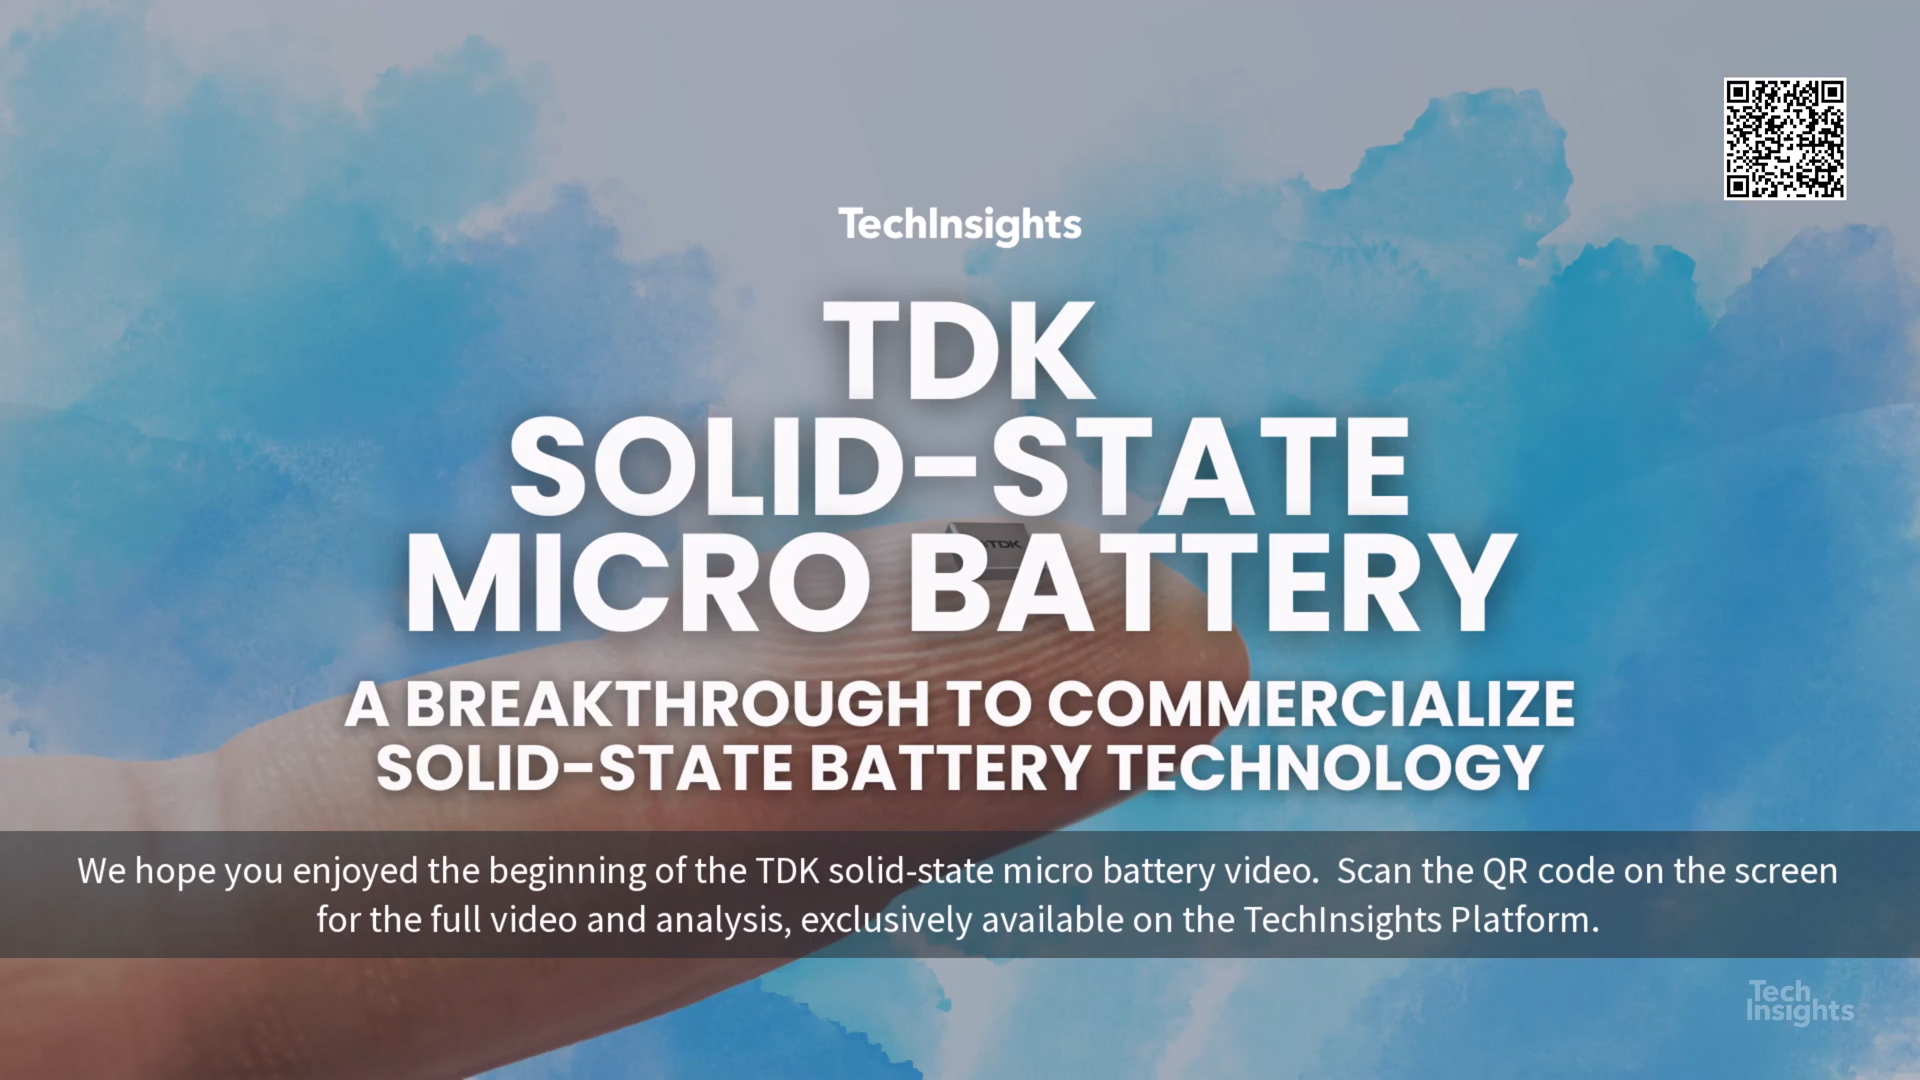 TechInsights
TDK
SOLID-STATE
MICRO BATTERY
TDK
A BREAKTHROUGH TO COMMERCIALIZE
SOLID-STATE BATTERY TECHNOLOGY
We hope you enjoyed the beginning of the TDK solid-state micro battery video.  Scan the QR code on the screen
for the full video and analysis, exclusively available on the TechInsights Platform.
Tech
Insights